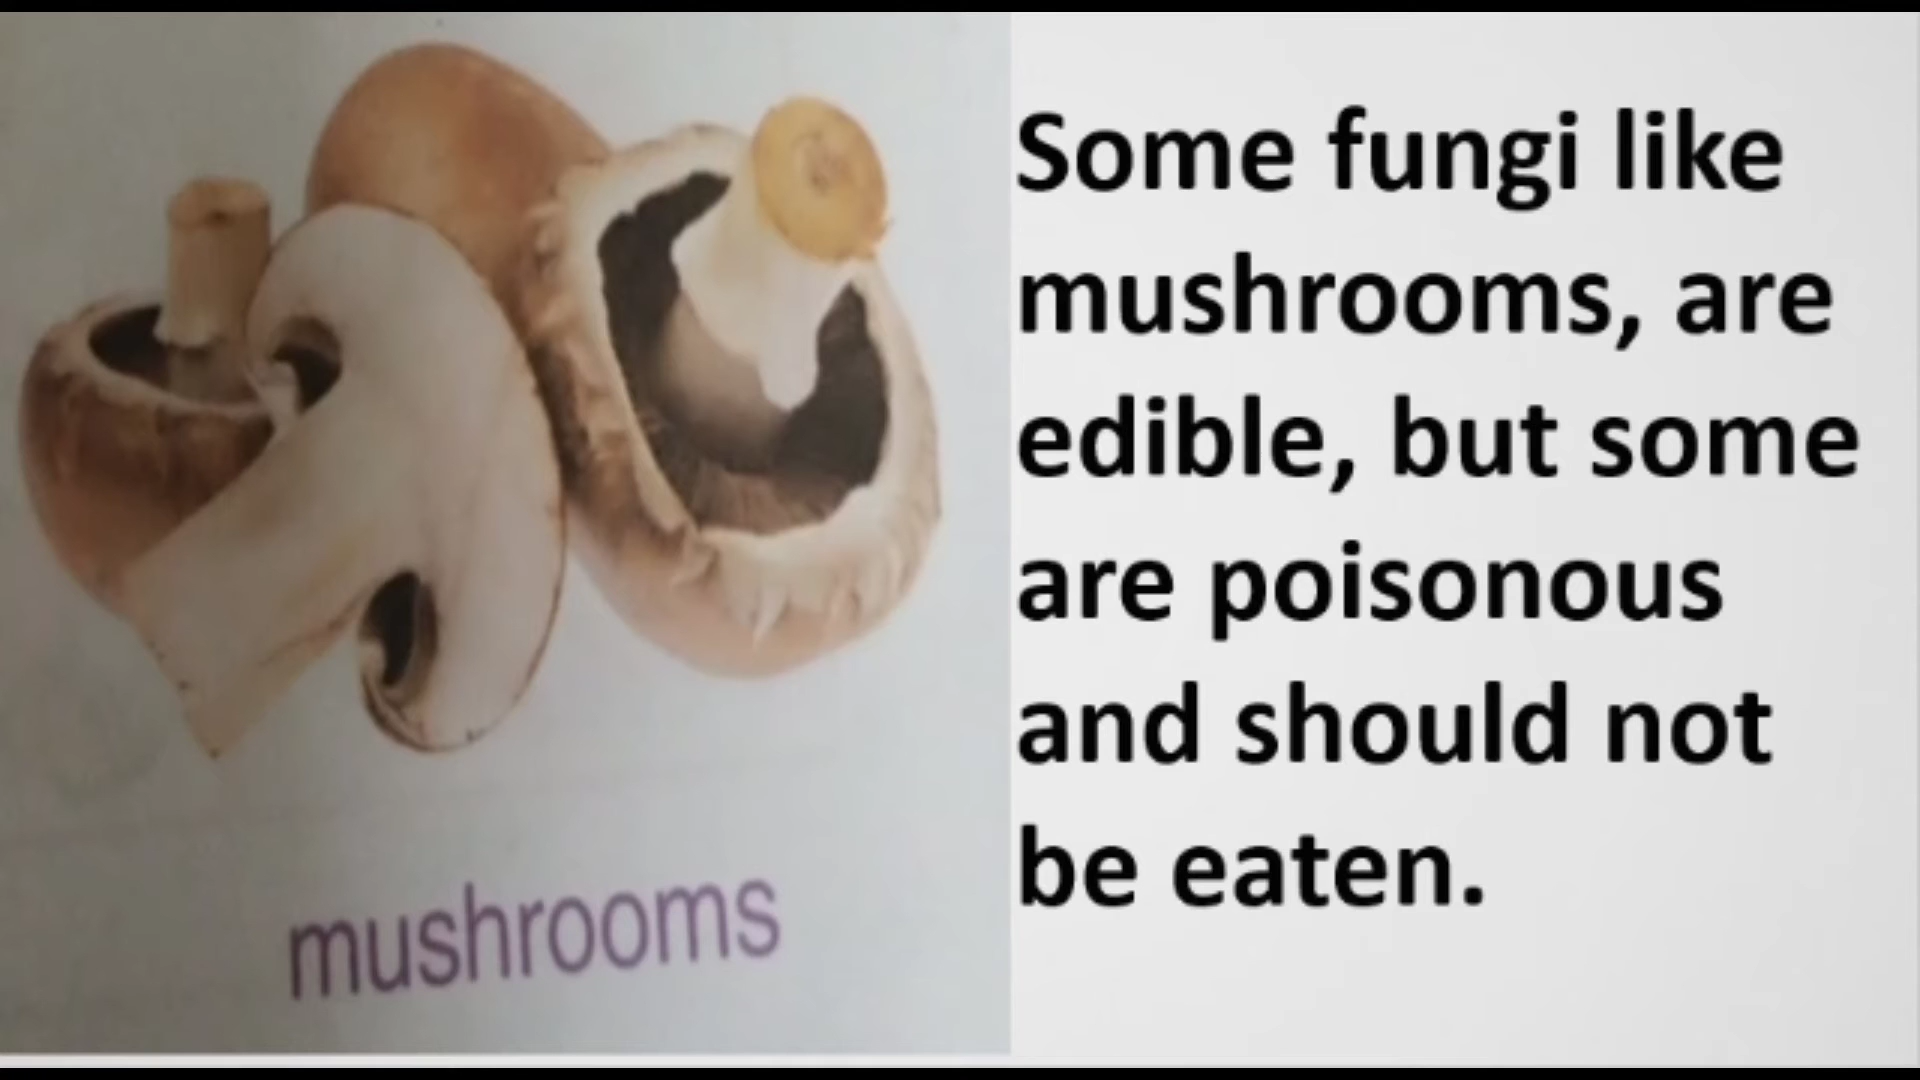 Some fungi like
mushrooms, are
edible, but some
are poisonous
and should not
be eaten.
mushrooms